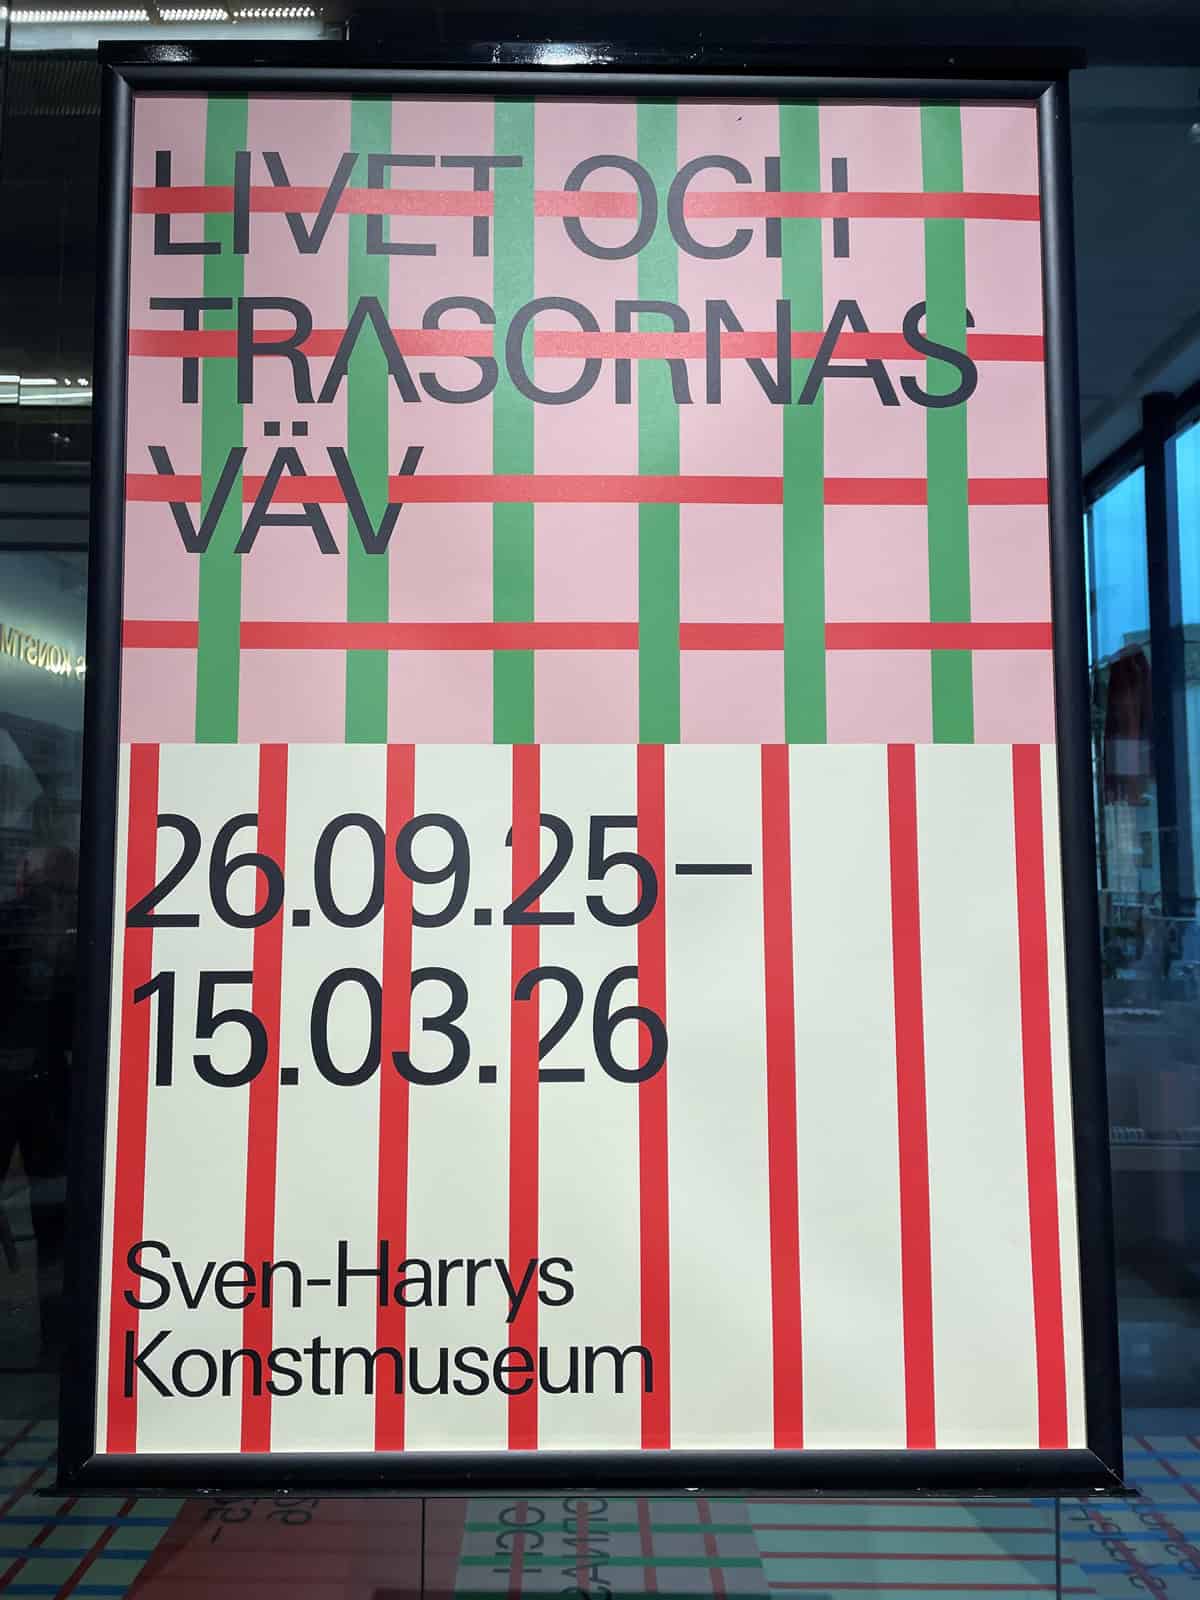 LIVET OCH
TRASORNAS
VÄV
26.09.25–
15.03.26
Sven-Harrys
Konstmuseum